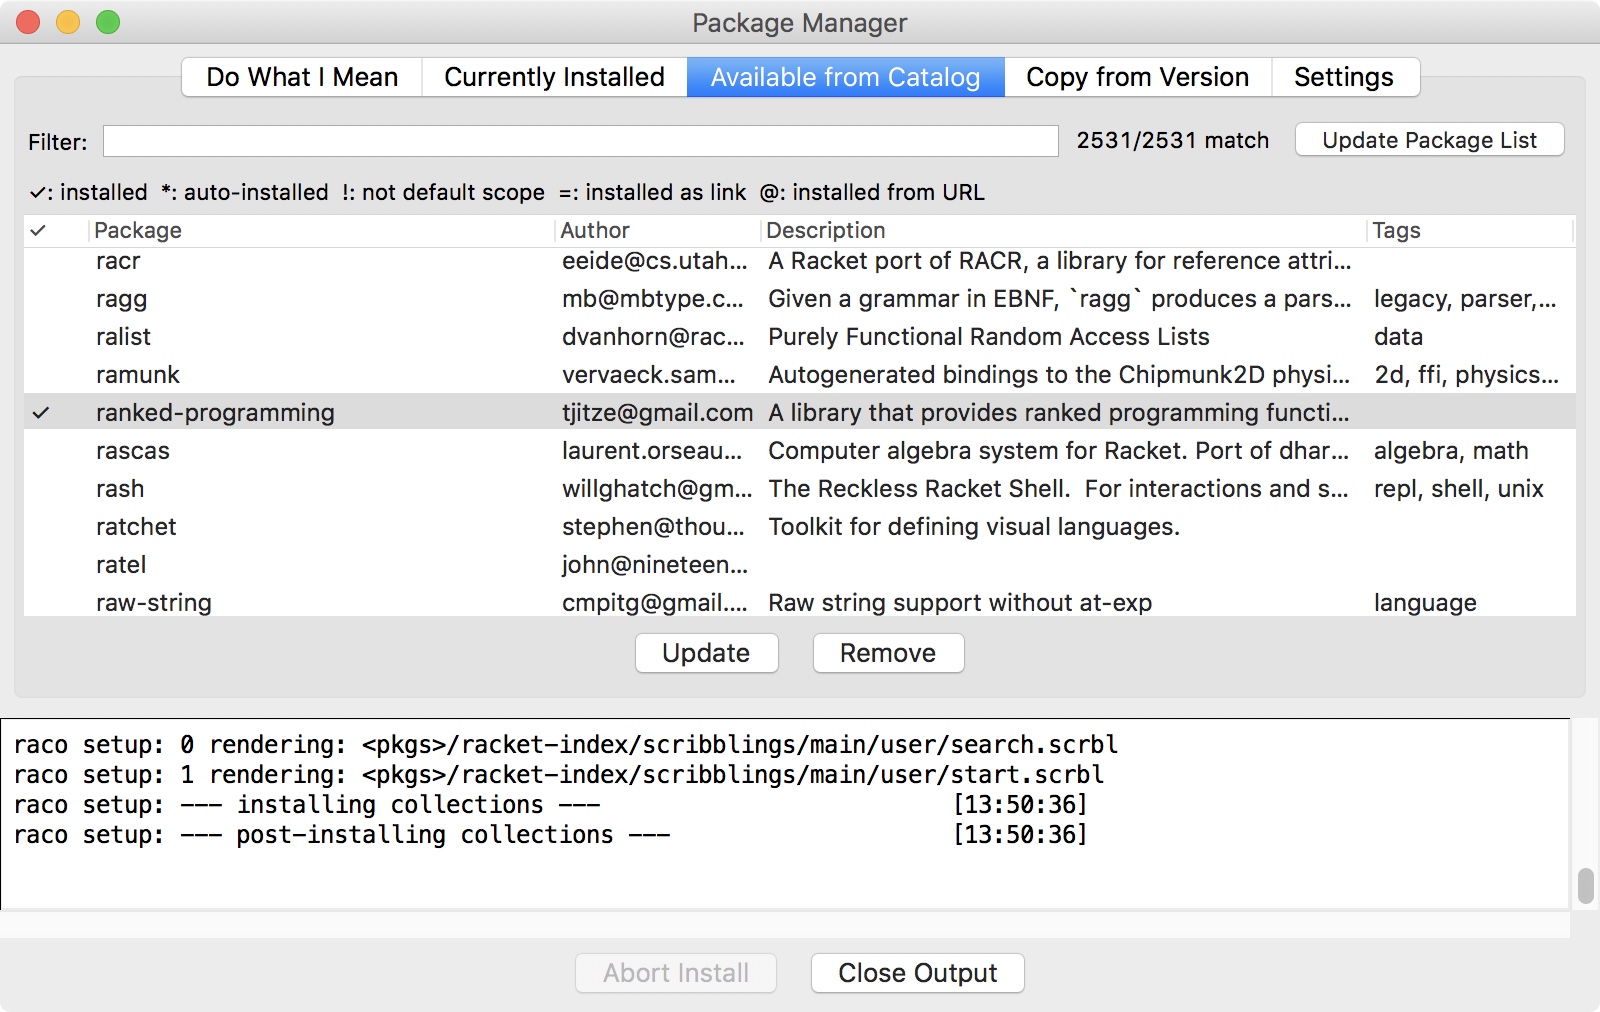 Package Manager
Do What I Mean Currently Installed Available from Catalog Copy from Version Settings
Filter: 2531/2531 match Update Package List
✓: installed *: auto-installed !: not default scope =: installed as link @: installed from URL
✓ Package Author Description Tags
racr eeide@cs.utah... A Racket port of RACR, a library for reference attri...
ragg mb@mbtype.c... Given a grammar in EBNF, `ragg` produces a pars... legacy, parser,...
ralist dvanhorn@rac... Purely Functional Random Access Lists data
ramunk vervaeck.sam... Autogenerated bindings to the Chipmunk2D physi... 2d, ffi, physics...
✓ ranked-programming tjitze@gmail.com A library that provides ranked programming functi...
rascas laurent.orseau... Computer algebra system for Racket. Port of dhar... algebra, math
rash willghatch@gm... The Reckless Racket Shell.  For interactions and s... repl, shell, unix
ratchet stephen@thou... Toolkit for defining visual languages.
ratel john@nineteen...
raw-string cmpitg@gmail.... Raw string support without at-exp language
Update Remove
raco setup: 0 rendering: <pkgs>/racket-index/scribblings/main/user/search.scrbl
raco setup: 1 rendering: <pkgs>/racket-index/scribblings/main/user/start.scrbl
raco setup: --- installing collections --- [13:50:36]
raco setup: --- post-installing collections --- [13:50:36]
Abort Install Close Output